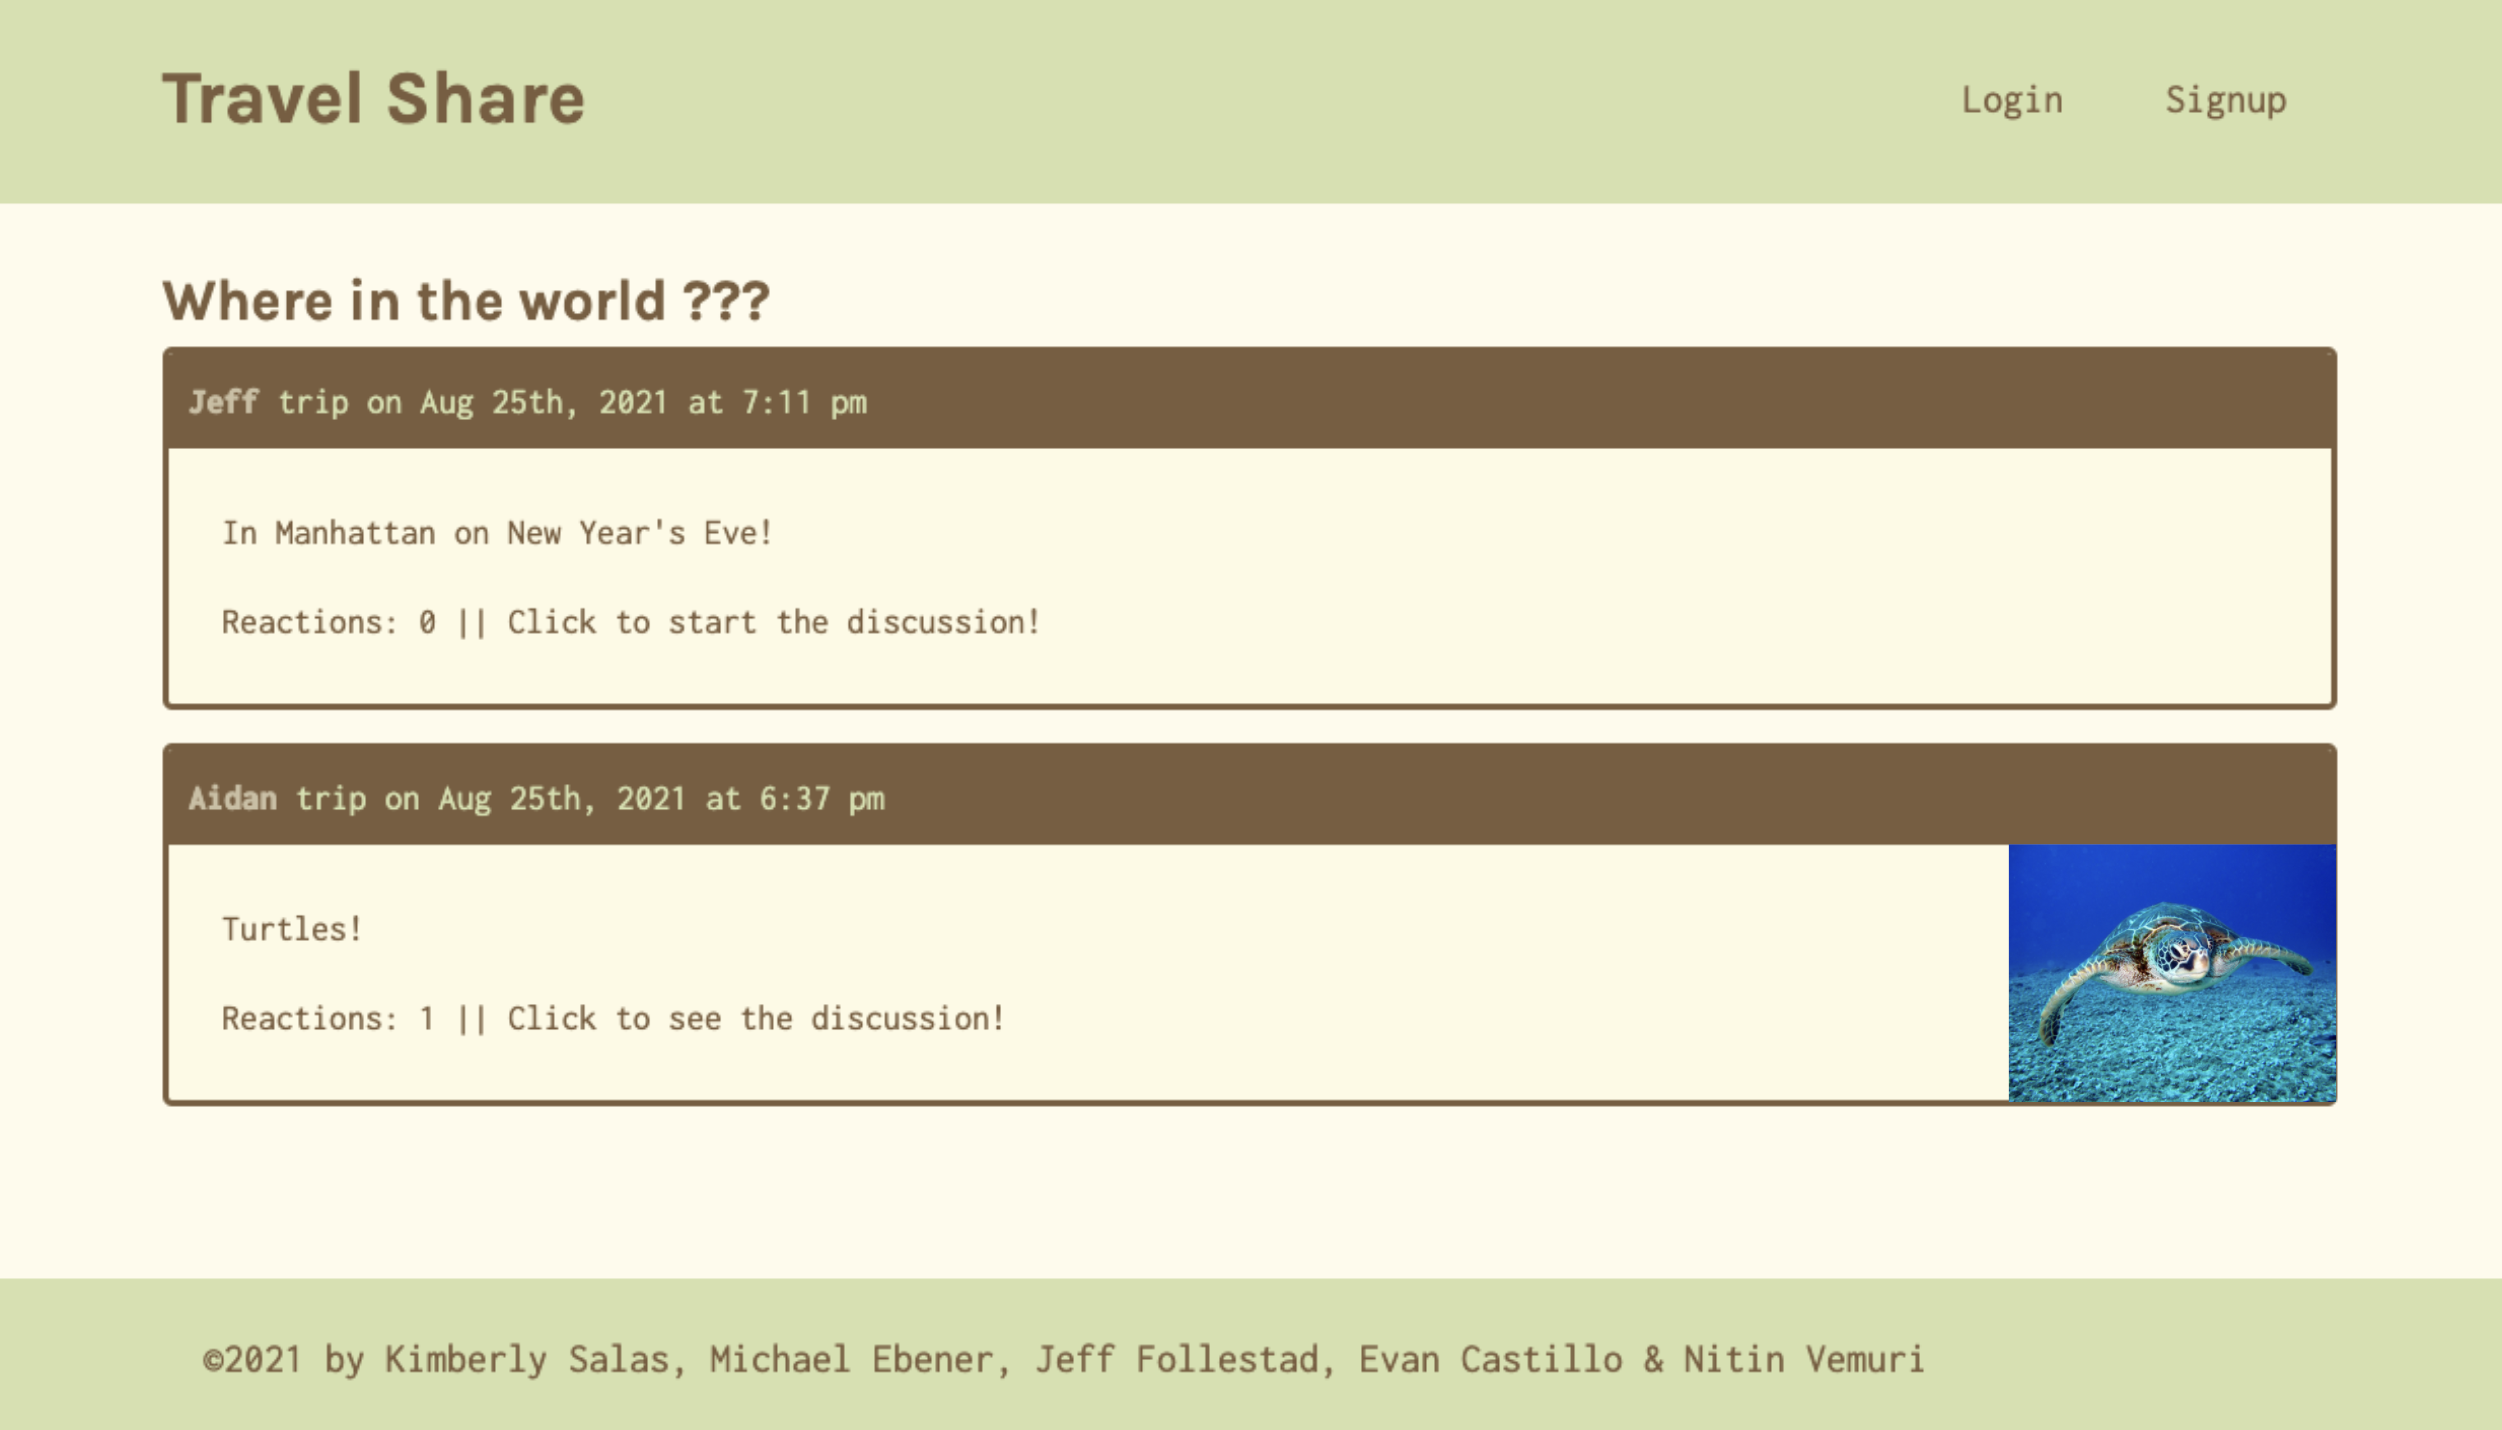 Travel Share
Login Signup
Where in the world ???
Jeff trip on Aug 25th, 2021 at 7:11 pm
In Manhattan on New Year's Eve!
Reactions: 0 || Click to start the discussion!
Aidan trip on Aug 25th, 2021 at 6:37 pm
Turtles!
Reactions: 1 || Click to see the discussion!
©2021 by Kimberly Salas, Michael Ebener, Jeff Follestad, Evan Castillo & Nitin Vemuri